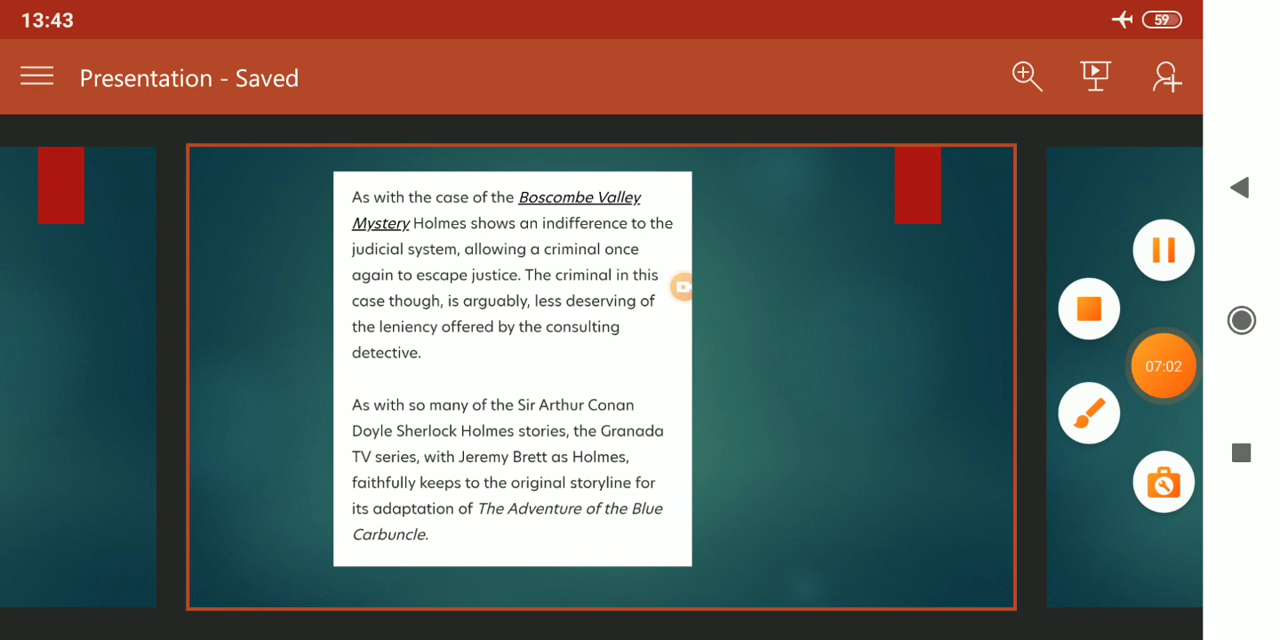 13:43
59
Presentation - Saved
As with the case of the Boscombe Valley
Mystery Holmes shows an indifference to the
judicial system, allowing a criminal once
again to escape justice. The criminal in this
case though, is arguably, less deserving of
the leniency offered by the consulting
detective.
As with so many of the Sir Arthur Conan
Doyle Sherlock Holmes stories, the Granada
TV series, with Jeremy Brett as Holmes,
faithfully keeps to the original storyline for
its adaptation of The Adventure of the Blue
Carbuncle.
07:02